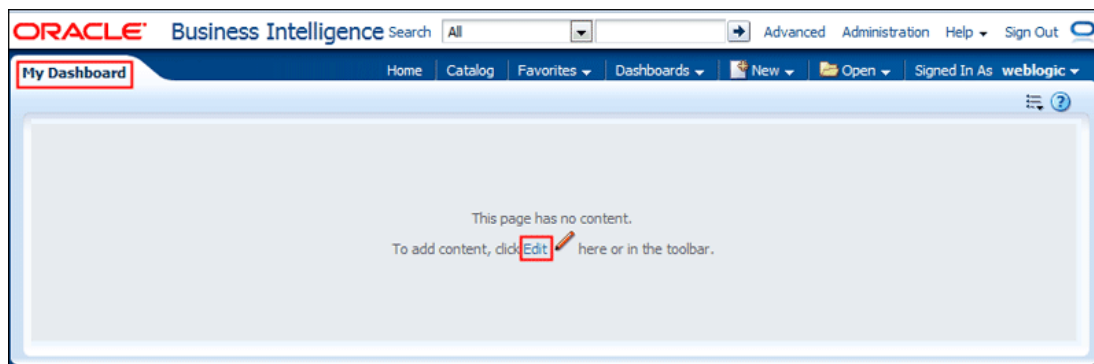 ORACLE Business Intelligence Search All Advanced Administration Help Sign Out
My Dashboard Home Catalog Favorites Dashboards New Open Signed In As weblogic
This page has no content.
To add content, click Edit here or in the toolbar.